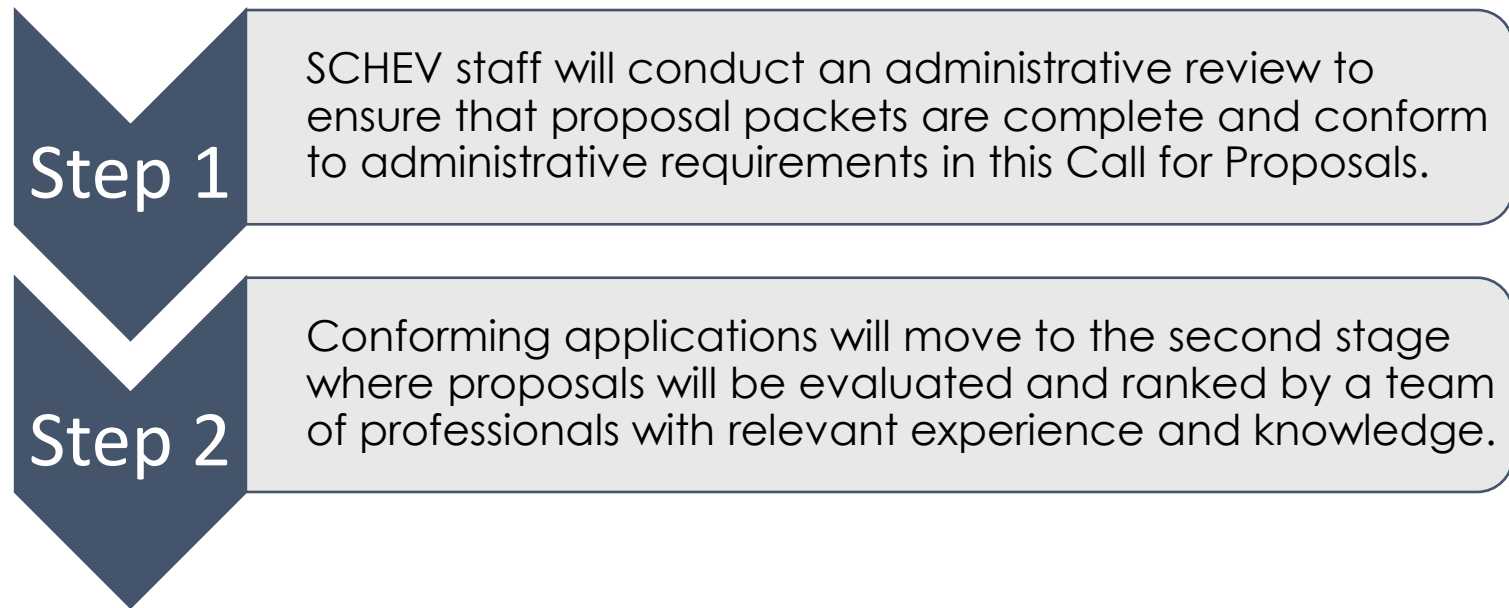 Step 1
SCHEV staff will conduct an administrative review to
ensure that proposal packets are complete and conform
to administrative requirements in this Call for Proposals.
Step 2
Conforming applications will move to the second stage
where proposals will be evaluated and ranked by a team
of professionals with relevant experience and knowledge.